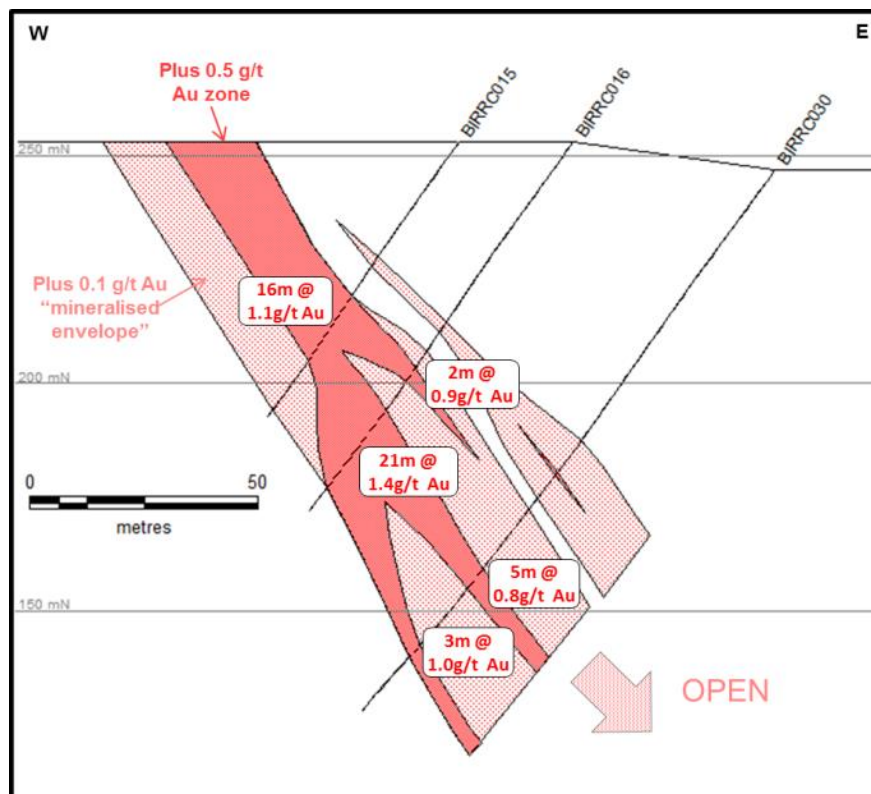 W
E
Plus 0.5 g/t
Au zone
BIRRC015
BIRRC016
BIRRC030
250 mN
Plus 0.1 g/t Au
“mineralised
envelope”
16m @
1.1g/t Au
200 mN
2m @
0.9g/t Au
21m @
1.4g/t Au
0
50
metres
5m @
0.8g/t Au
150 mN
3m @
1.0g/t Au
OPEN